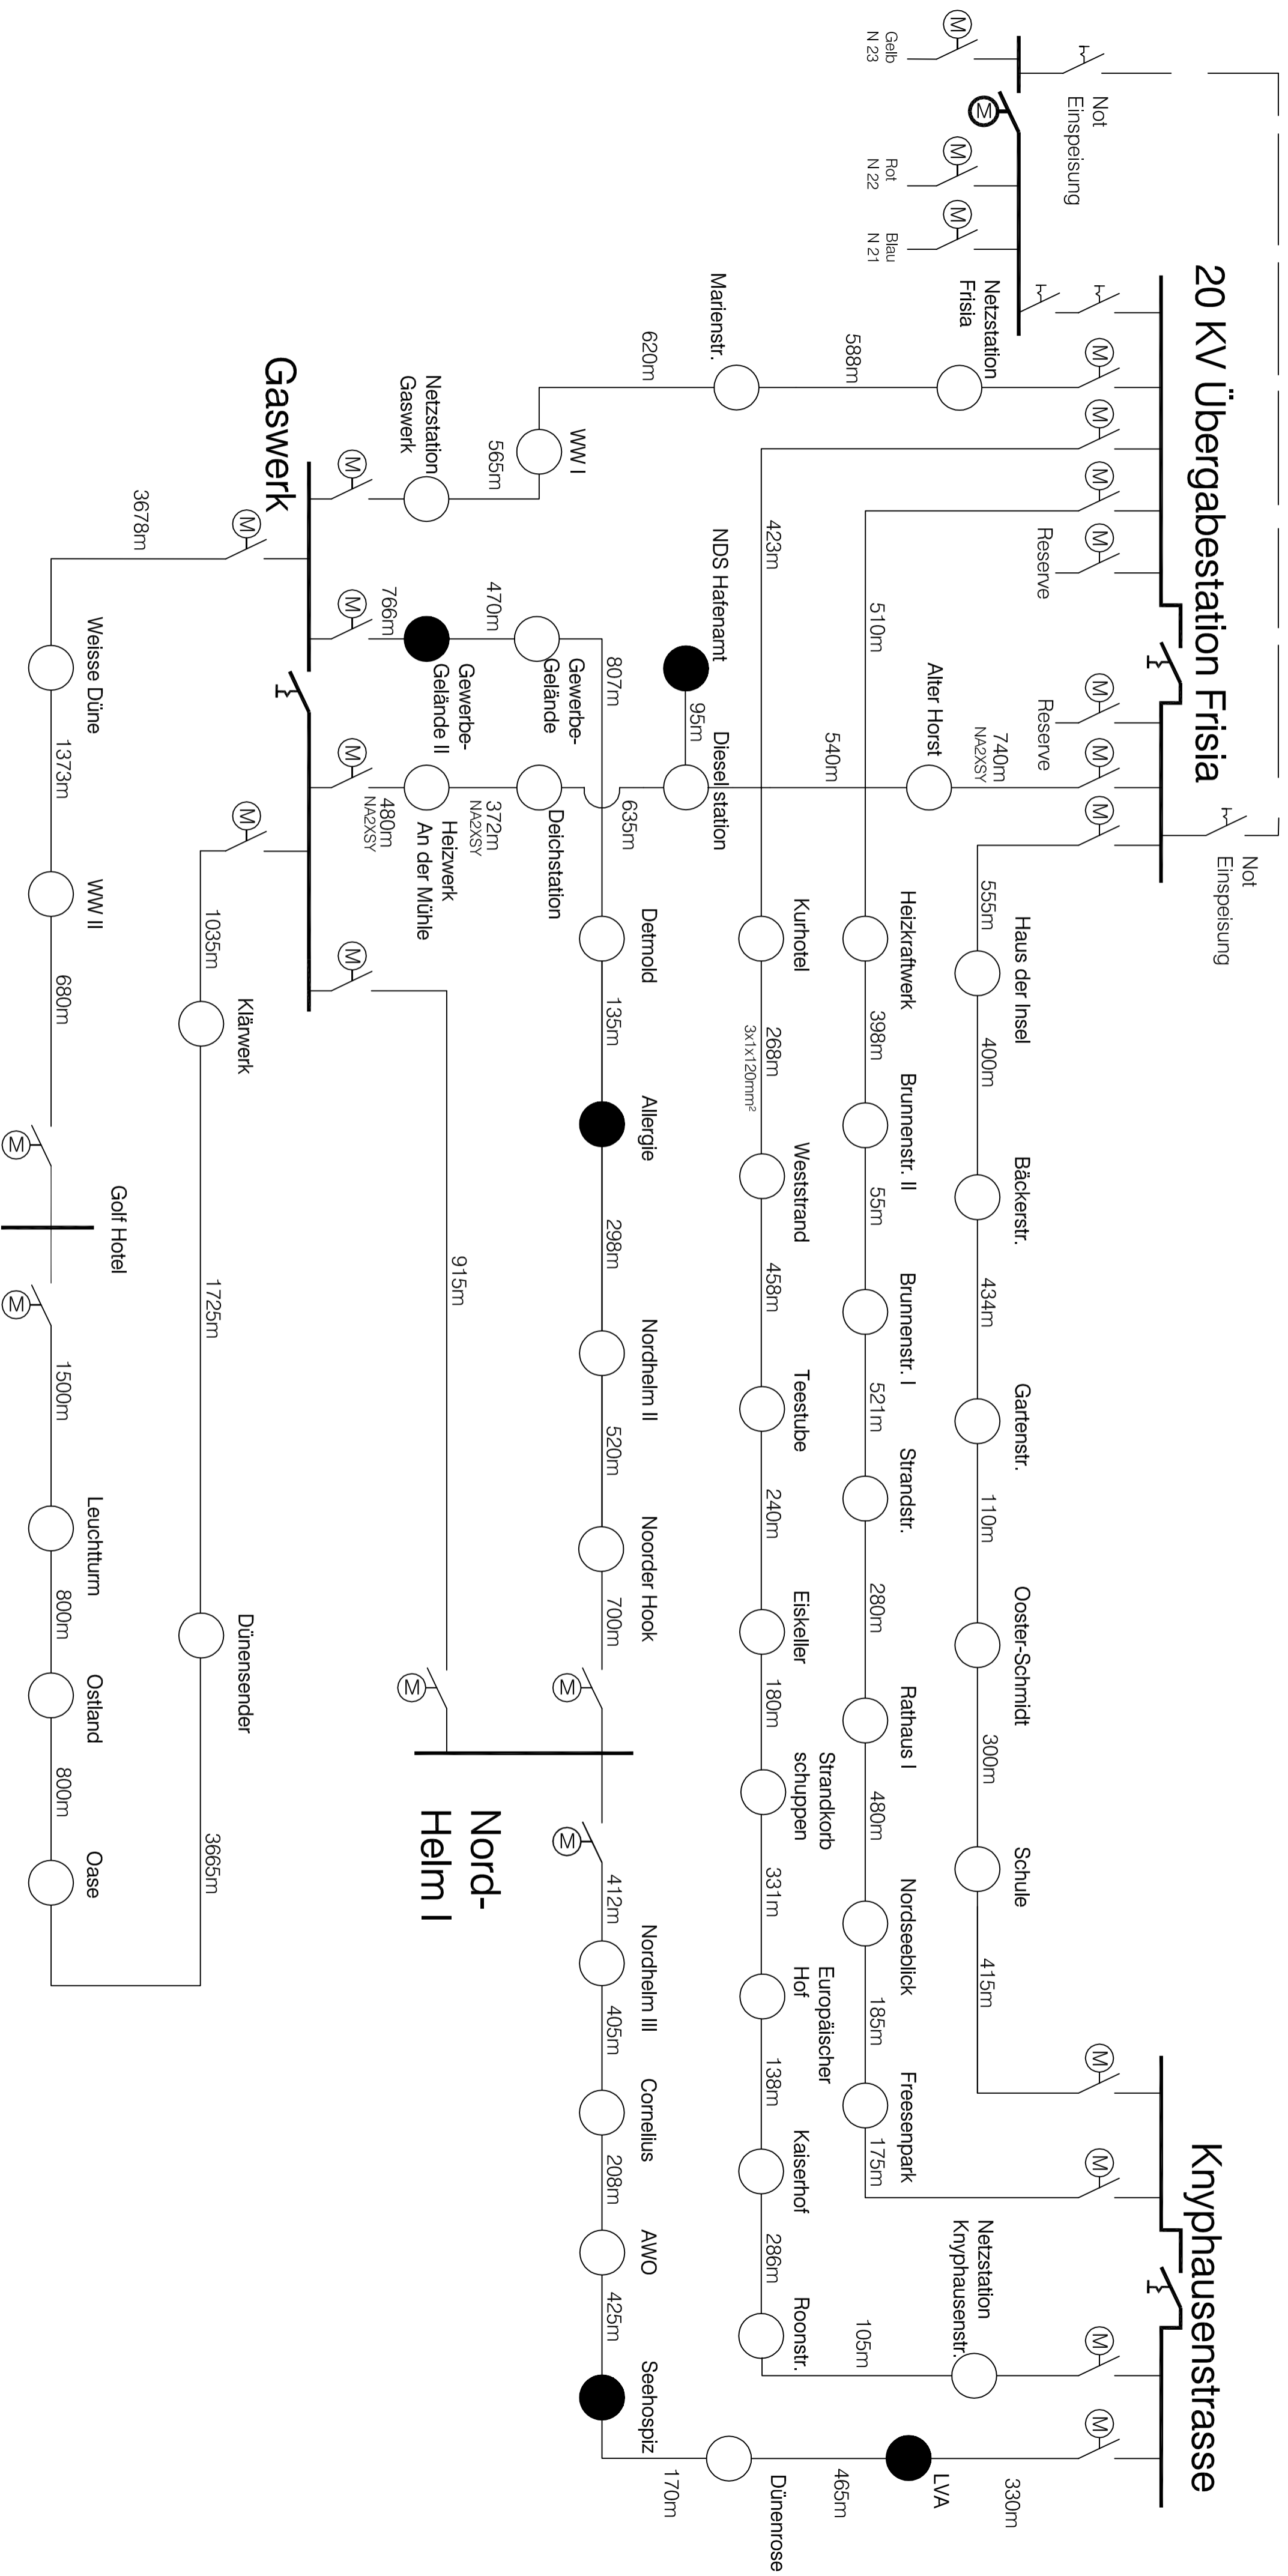 20 KV Übergabestation Frisia
Knyphausenstrasse
Not
Einspeisung
Not
Einspeisung
M
Gelb
N 23
M
M
Rot
N 22
M
Blau
N 21
M
M
M
M
Reserve
M
Reserve
M
M
M
M
M
M
Netzstation
Frisia
588m
Marienstr.
620m
WW I
565m
Netzstation
Gaswerk
740m
NA2XSY
Alter Horst
540m
Diesel station
95m
NDS Hafenamt
635m
Deichstation
372m
NA2XSY
Heizwerk
An der Mühle
480m
NA2XSY
555m
Haus der Insel
400m
Bäckerstr.
434m
Gartenstr.
110m
Ooster-Schmidt
300m
Schule
415m
510m
Heizkraftwerk
398m
Brunnenstr. II
55m
Brunnenstr. I
521m
Strandstr.
280m
Rathaus I
480m
Nordseeblick
185m
Freesenpark
175m
423m
Kurhotel
268m
3x1x120mm²
Weststrand
458m
Teestube
240m
Eiskeller
180m
Strandkorb
schuppen
331m
Europäischer
Hof
138m
Kaiserhof
286m
Roonstr.
105m
Netzstation
Knyphausenstr.
330m
LVA
465m
Dünenrose
170m
807m
Gewerbe-
Gelände
470m
Gewerbe-
Gelände II
766m
Detmold
135m
Allergie
298m
Nordhelm II
520m
Noorder Hook
700m
M
M
Nord-
Helm I
M
412m
Nordhelm III
405m
Cornelius
208m
AWO
425m
Seehospiz
915m
Gaswerk
M
M
M
M
M
M
1035m
Klärwerk
1725m
Dünensender
3665m
3678m
Weisse Düne
1373m
WW II
680m
M
Golf Hotel
M
1500m
Leuchtturm
800m
Ostland
800m
Oase